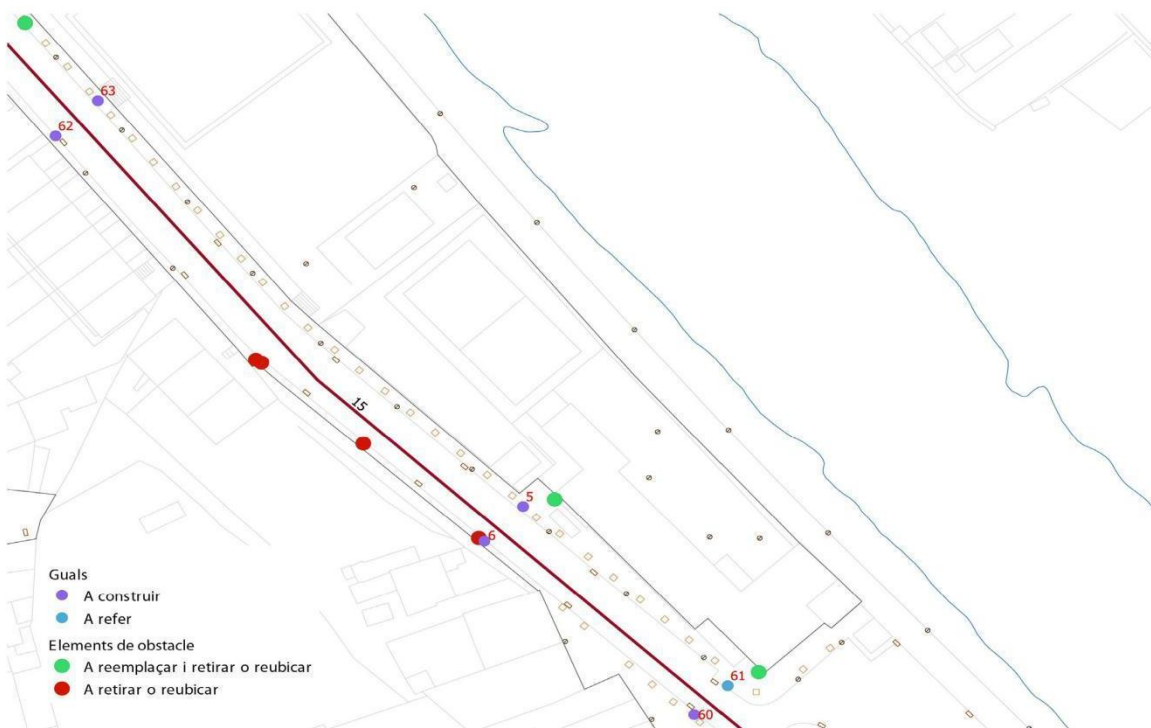 63
62
15
5
6
61
60
Guals
A construir
A refer
Elements de obstacle
A reemplaçar i retirar o reubicar
A retirar o reubicar